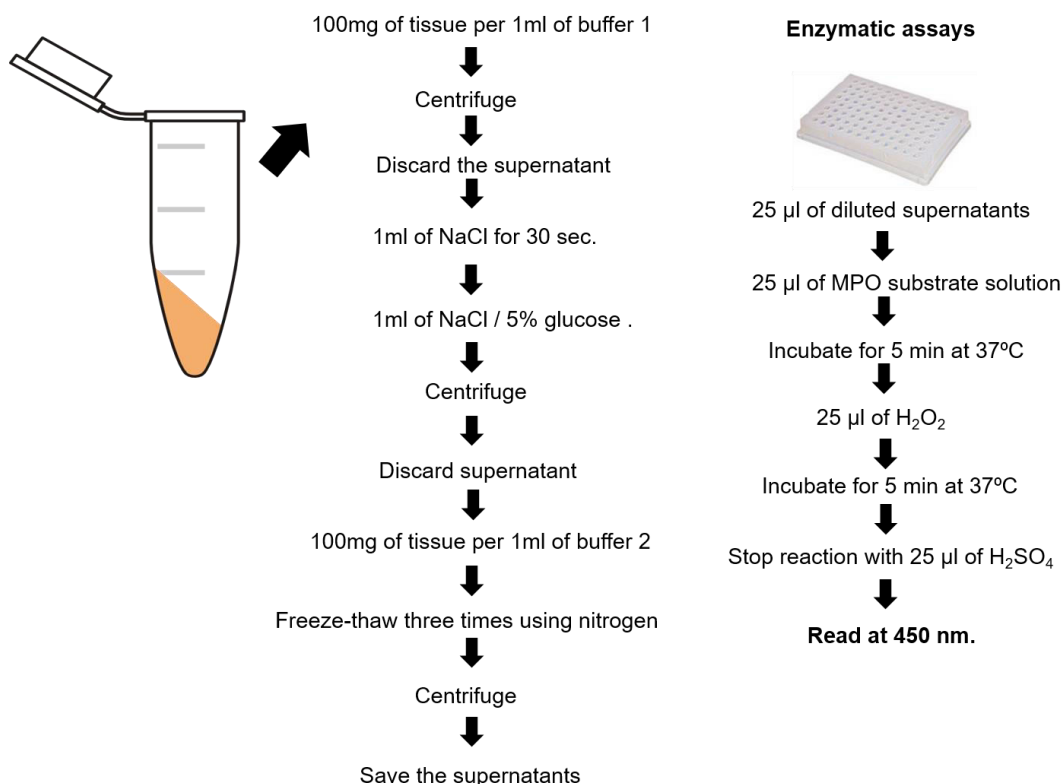 100mg of tissue per 1ml of buffer 1
Centrifuge
Discard the supernatant
1ml of NaCl for 30 sec.
1ml of NaCl / 5% glucose .
Centrifuge
Discard supernatant
100mg of tissue per 1ml of buffer 2
Freeze-thaw three times using nitrogen
Centrifuge
Save the supernatants
Enzymatic assays
25 µl of diluted supernatants
25 µl of MPO substrate solution
Incubate for 5 min at 37ºC
25 µl of H₂O₂
Incubate for 5 min at 37ºC
Stop reaction with 25 µl of H₂SO₄
Read at 450 nm.